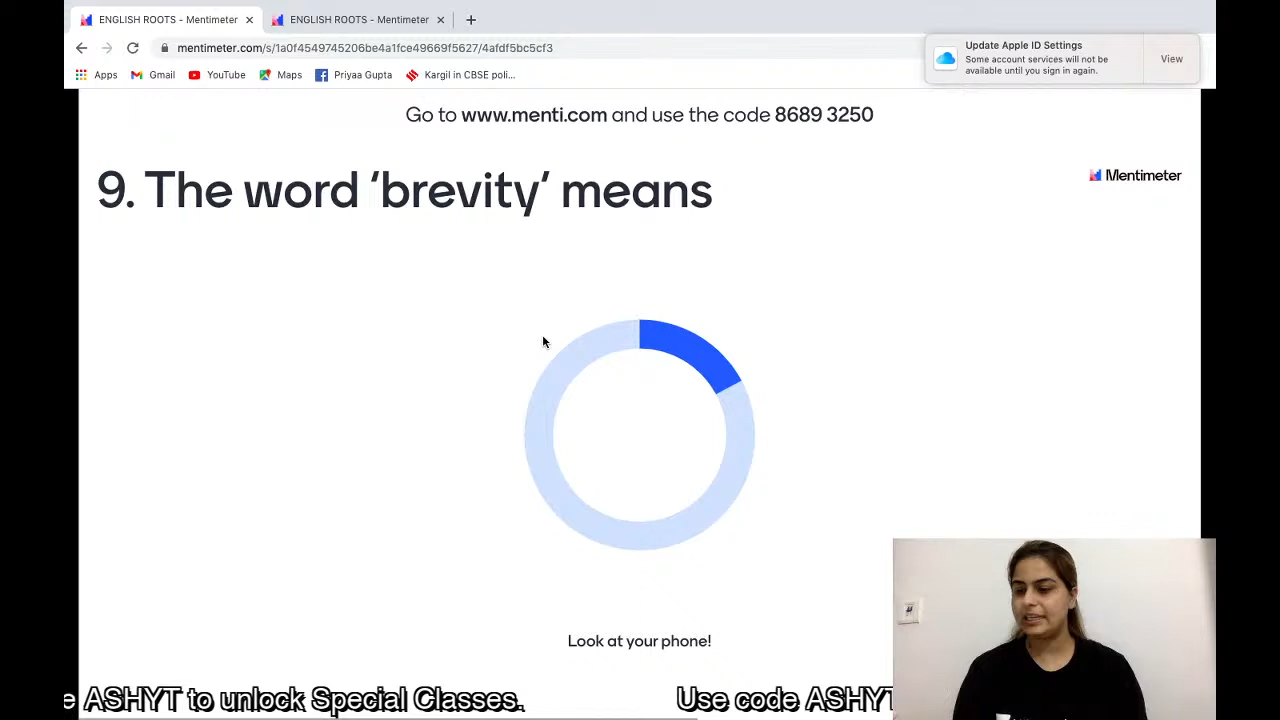 ENGLISH ROOTS - Mentimeter
ENGLISH ROOTS - Mentimeter
mentimeter.com/s/1a0f4549745206be4a1fce49669f5627/4afdf5bc5cf3
Update Apple ID Settings
Some account services will not be
available until you sign in again.
View
Apps
Gmail
YouTube
Maps
Priyaa Gupta
Kargil in CBSE poli...
Go to www.menti.com and use the code 8689 3250
9. The word ‘brevity’ means
Mentimeter
Look at your phone!
e ASHYT to unlock Special Classes.
Use code ASHYT